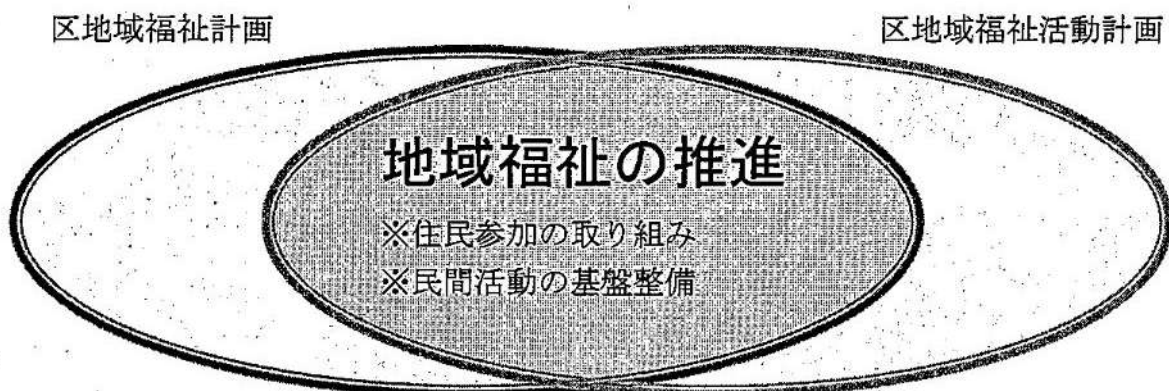 区地域福祉計画
区地域福祉活動計画
地域福祉の推進
※住民参加の取り組み
※民間活動の基盤整備